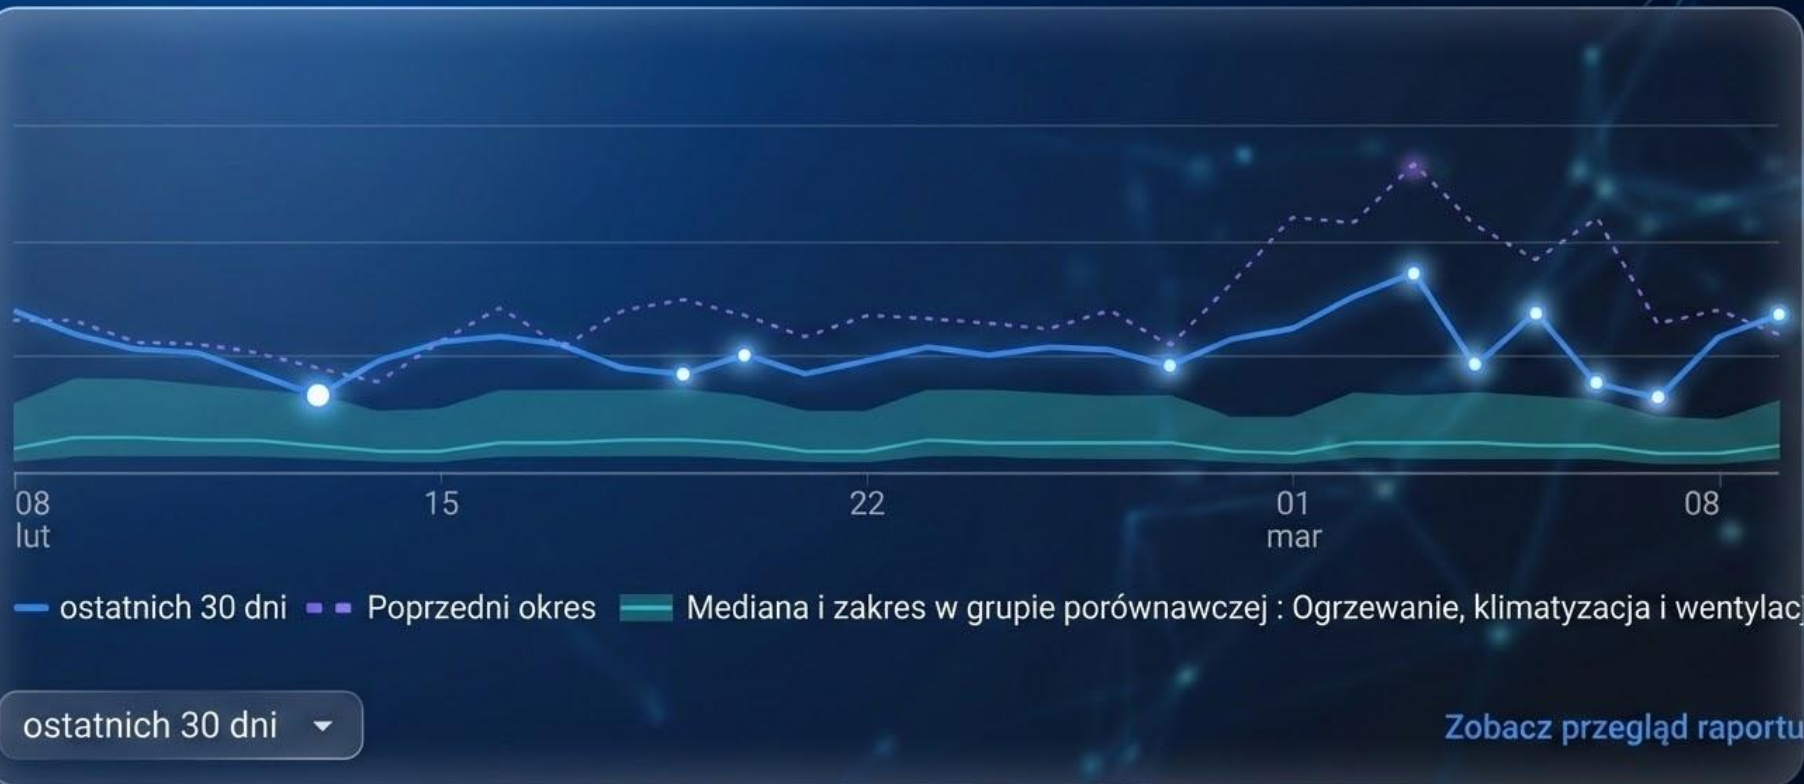 08 15 22 01 08
lut mar
ostatnich 30 dni Poprzedni okres Mediana i zakres w grupie porównawczej : Ogrzewanie, klimatyzacja i
ostatnich 30 dni Zobacz przegląd raportu